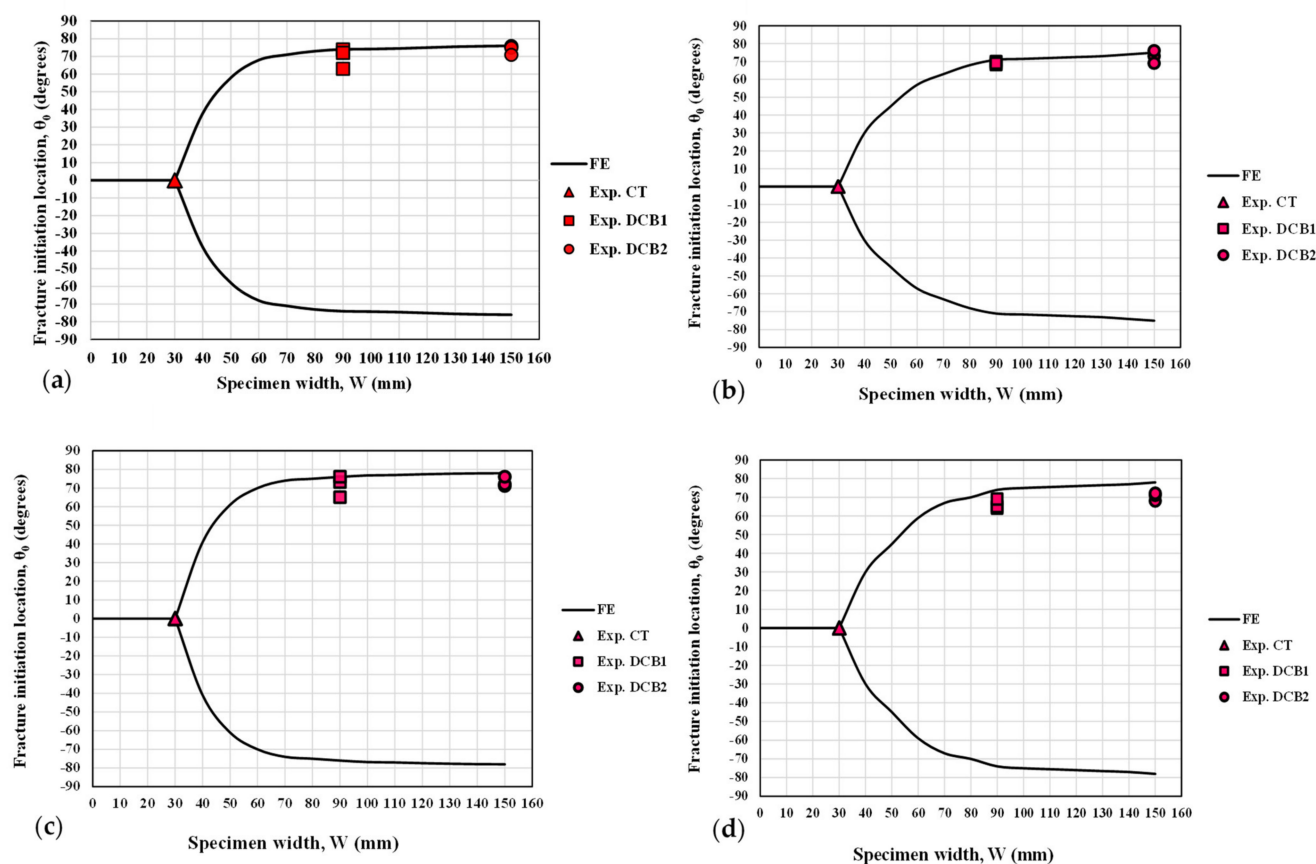 90
80
70
60
50
40
30
20
10
0
-10
-20
-30
-40
-50
-60
-70
-80
-90
Fracture initiation location, θ₀ (degrees)
0 10 20 30 40 50 60 70 80 90 100 110 120 130 140 150 160
Specimen width, W (mm)
FE
Exp. CT
Exp. DCB1
Exp. DCB2
(a)
90
80
70
60
50
40
30
20
10
0
-10
-20
-30
-40
-50
-60
-70
-80
-90
Fracture initiation location, θ₀ (degrees)
0 10 20 30 40 50 60 70 80 90 100 110 120 130 140 150 160
Specimen width, W (mm)
FE
Exp. CT
Exp. DCB1
Exp. DCB2
(b)
90
80
70
60
50
40
30
20
10
0
-10
-20
-30
-40
-50
-60
-70
-80
-90
Fracture initiation location, θ₀ (degrees)
0 10 20 30 40 50 60 70 80 90 100 110 120 130 140 150 160
Specimen width, W (mm)
FE
Exp. CT
Exp. DCB1
Exp. DCB2
(c)
90
80
70
60
50
40
30
20
10
0
-10
-20
-30
-40
-50
-60
-70
-80
-90
Fracture initiation location, θ₀ (degrees)
0 10 20 30 40 50 60 70 80 90 100 110 120 130 140 150 160
Specimen width, W (mm)
FE
Exp. CT
Exp. DCB1
Exp. DCB2
(d)